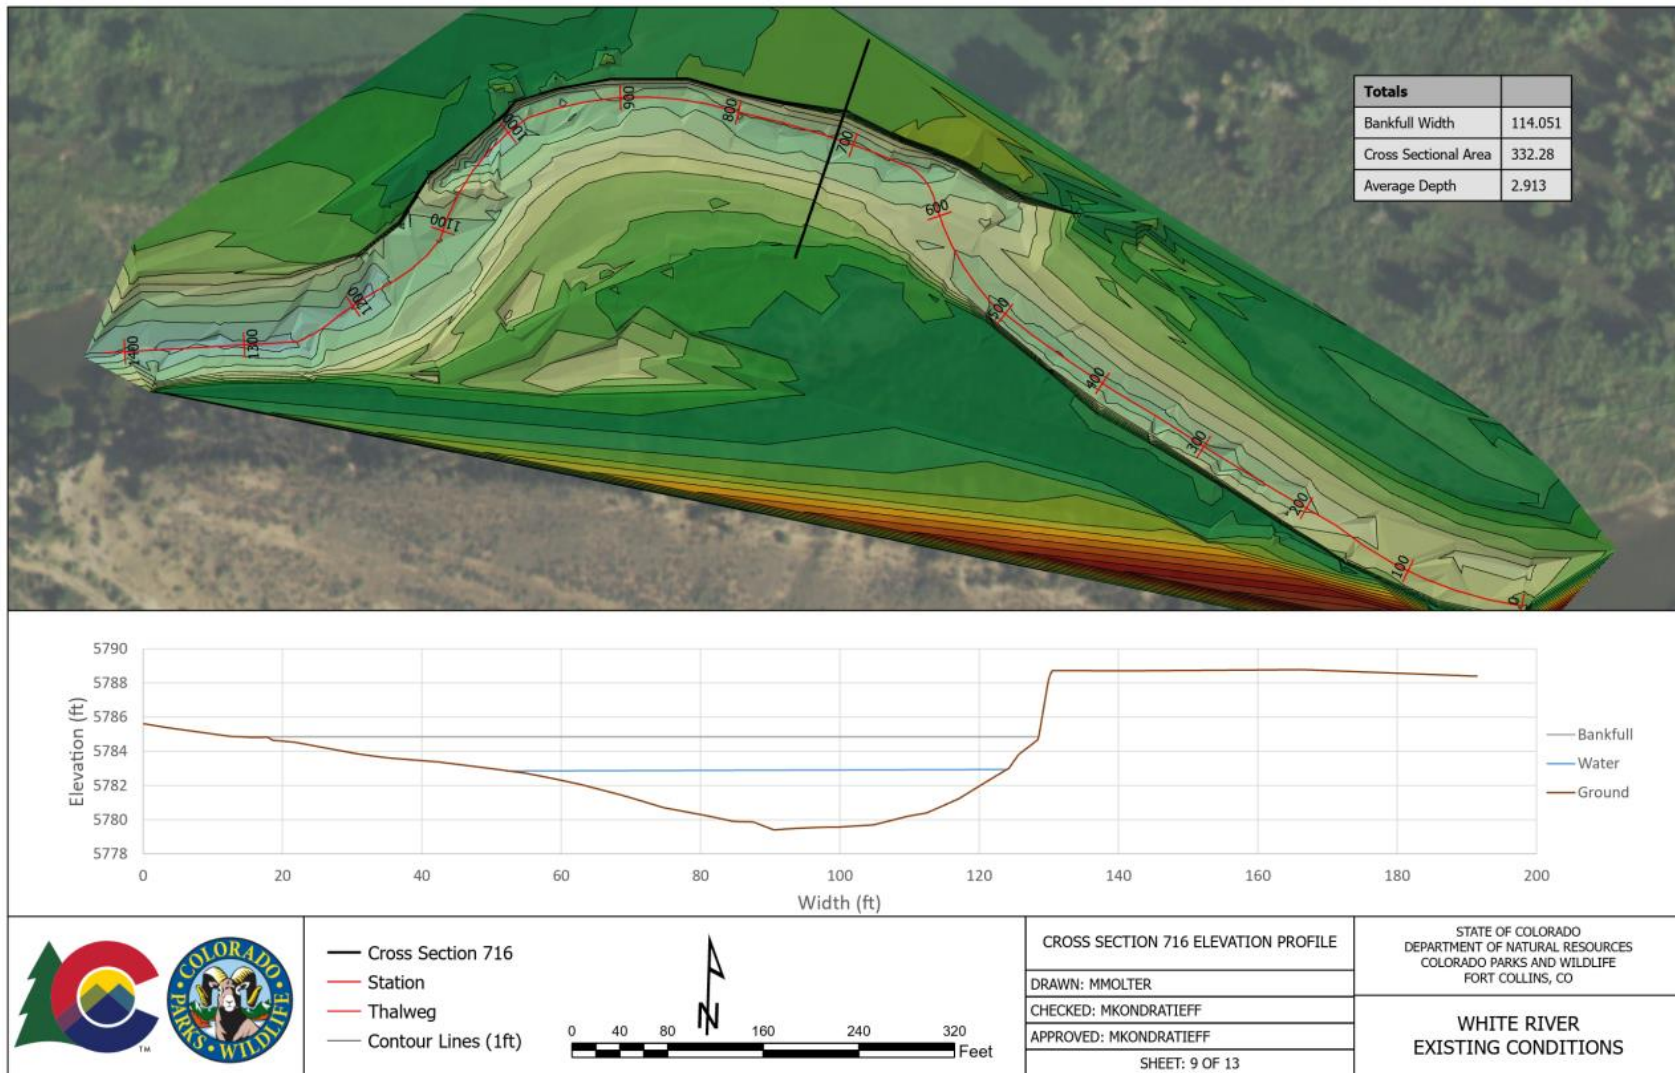 1000
900
800
700
600
500
400
300
200
100
0
1100
1200
1300
1400
Totals
Bankfull Width 114.051
Cross Sectional Area 332.28
Average Depth 2.913
5790
5788
5786
5784
5782
5780
5778
Elevation (ft)
0 20 40 60 80 100 120 140 160 180 200
Width (ft)
Bankfull
Water
Ground
TM
COLORADO
PARKS • WILDLIFE
Cross Section 716
Station
Thalweg
Contour Lines (1ft)
N
0 40 80 160 240 320
Feet
CROSS SECTION 716 ELEVATION PROFILE
DRAWN: MMOLTER
CHECKED: MKONDRATIEFF
APPROVED: MKONDRATIEFF
SHEET: 9 OF 13
STATE OF COLORADO
DEPARTMENT OF NATURAL RESOURCES
COLORADO PARKS AND WILDLIFE
FORT COLLINS, CO
WHITE RIVER
EXISTING CONDITIONS